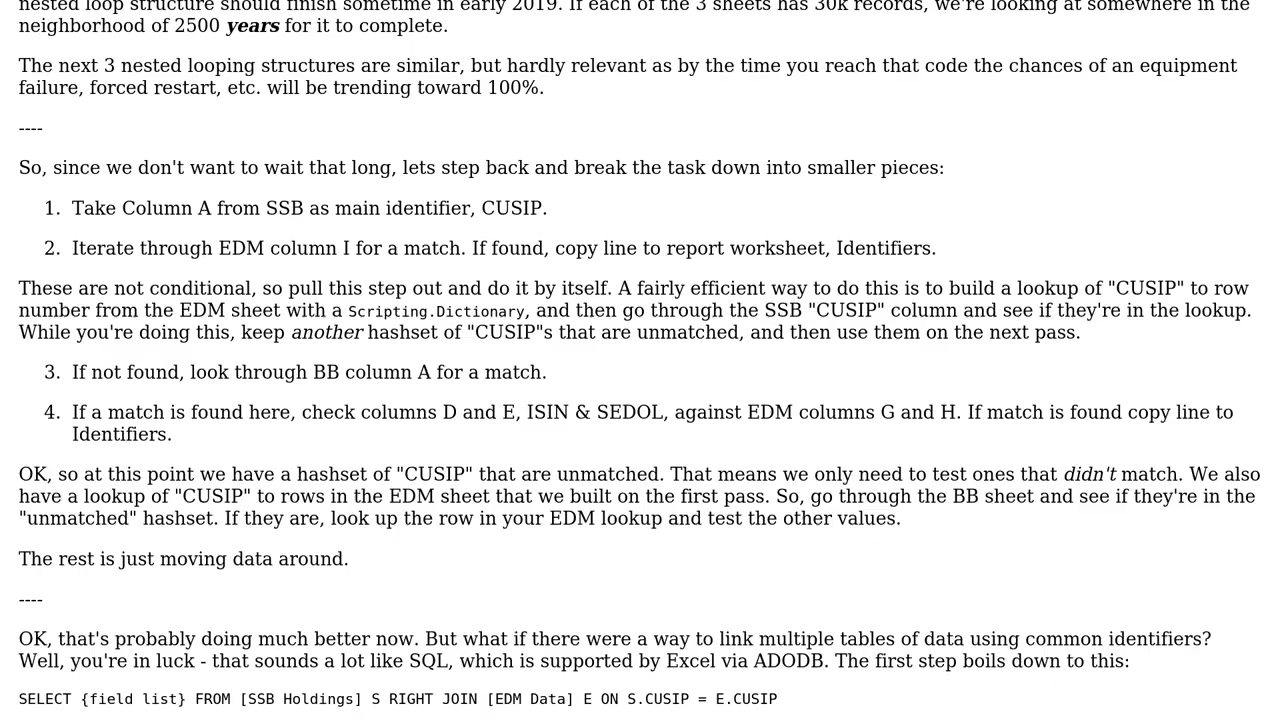 nested loop structure should finish sometime in early 2019. If each of the 3 sheets has 30k records, we're looking at somewhere in the
neighborhood of 2500 years for it to complete.
The next 3 nested looping structures are similar, but hardly relevant as by the time you reach that code the chances of an equipment
failure, forced restart, etc. will be trending toward 100%.
----
So, since we don't want to wait that long, lets step back and break the task down into smaller pieces:
1. Take Column A from SSB as main identifier, CUSIP.
2. Iterate through EDM column I for a match. If found, copy line to report worksheet, Identifiers.
These are not conditional, so pull this step out and do it by itself. A fairly efficient way to do this is to build a lookup of "CUSIP" to row
number from the EDM sheet with a Scripting.Dictionary, and then go through the SSB "CUSIP" column and see if they're in the lookup.
While you're doing this, keep another hashset of "CUSIP"s that are unmatched, and then use them on the next pass.
3. If not found, look through BB column A for a match.
4. If a match is found here, check columns D and E, ISIN & SEDOL, against EDM columns G and H. If match is found copy line to
Identifiers.
OK, so at this point we have a hashset of "CUSIP" that are unmatched. That means we only need to test ones that didn't match. We also
have a lookup of "CUSIP" to rows in the EDM sheet that we built on the first pass. So, go through the BB sheet and see if they're in the
"unmatched" hashset. If they are, look up the row in your EDM lookup and test the other values.
The rest is just moving data around.
----
OK, that's probably doing much better now. But what if there were a way to link multiple tables of data using common identifiers?
Well, you're in luck - that sounds a lot like SQL, which is supported by Excel via ADODB. The first step boils down to this:
SELECT {field list} FROM [SSB Holdings] S RIGHT JOIN [EDM Data] E ON S.CUSIP = E.CUSIP